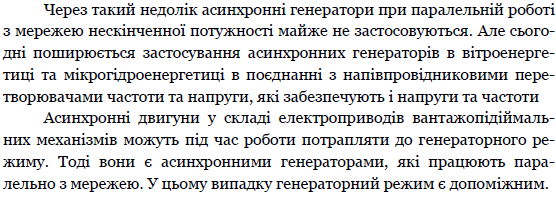 Через такий недолік асинхронні генератори при паралельній роботі
з мережею нескінченної потужності майже не застосовуються. Але сього-
дні поширюється застосування асинхронних генераторів в вітроенерге-
тиці та мікрогідроенергетиці в поєднанні з напівпровідниковими пере-
творювачами частоти та напруги, які забезпечують і напруги та частоти
Асинхронні двигуни у складі електроприводів вантажопідіймаль-
них механізмів можуть під час роботи потрапляти до генераторного ре-
жиму. Тоді вони є асинхронними генераторами, які працюють пара-
лельно з мережею. У цьому випадку генераторний режим є допоміжним.